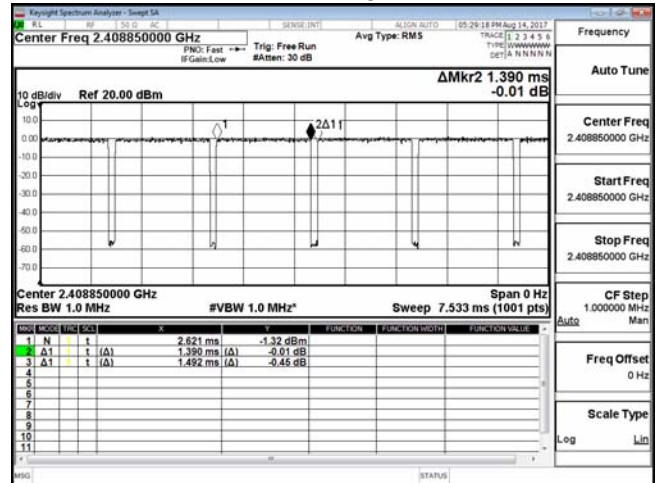 Keysight Spectrum Analyzer - Swept SA
RL RF 50 Ω AC SENSE:INT ALIGN AUTO 05:29:18 PM Aug 14, 2017
Center Freq 2.408850000 GHz
PNO: Fast
IFGain:Low
Trig: Free Run
#Atten: 30 dB
Avg Type: RMS
TRACE 1 2 3 4 5 6
TYPE WWWWWW
DET A N N N N N
ΔMkr2 1.390 ms
-0.01 dB
10 dB/div Ref 20.00 dBm
Log
10.0
0.00
-10.0
-20.0
-30.0
-40.0
-50.0
-60.0
-70.0
1
2Δ1
Center 2.408850000 GHz Span 0 Hz
Res BW 1.0 MHz #VBW 1.0 MHz* Sweep 7.533 ms (1001 pts)
MKR MODE TRC SCL X Y FUNCTION FUNCTION WIDTH FUNCTION VALUE
1 N t 2.621 ms -1.32 dBm
2 Δ1 t (Δ) 1.390 ms (Δ) -0.01 dB
3 Δ1 t (Δ) 1.492 ms (Δ) -0.45 dB
4
5
6
7
8
9
10
11
MSG STATUS
Frequency
Auto Tune
Center Freq
2.408850000 GHz
Start Freq
2.408850000 GHz
Stop Freq
2.408850000 GHz
CF Step
1.000000 MHz
Auto Man
Freq Offset
0 Hz
Scale Type
Log Lin